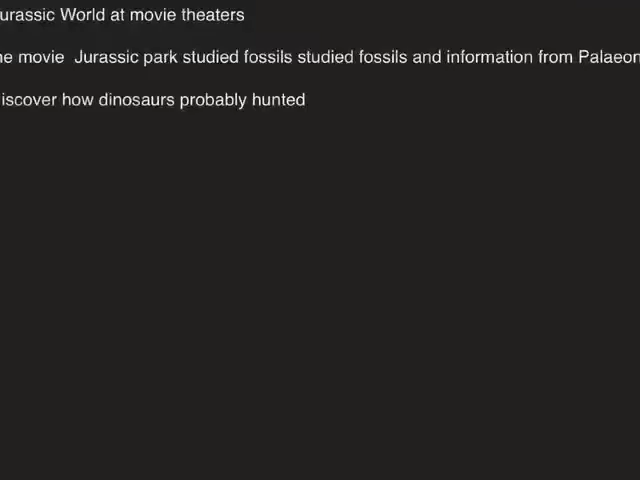 urassic World at movie theaters
he movie  Jurassic park studied fossils studied fossils and information from Palaeon
iscover how dinosaurs probably hunted